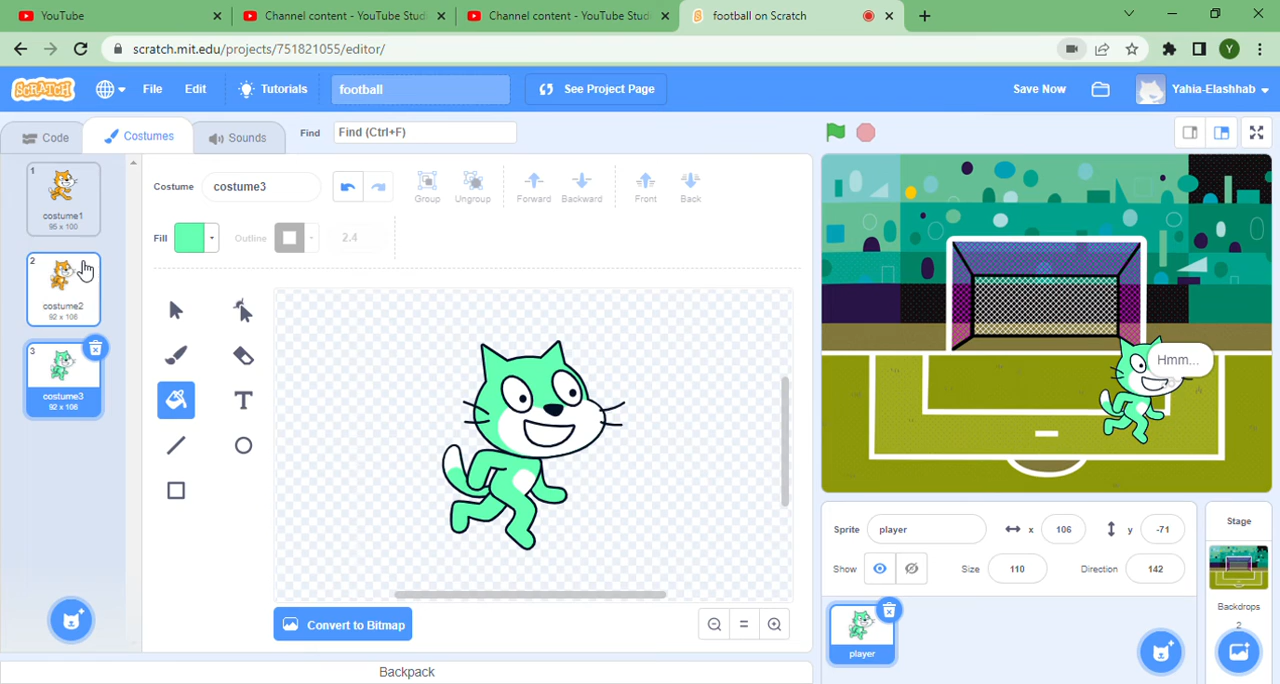 YouTube
Channel content - YouTube Studi
Channel content - YouTube Studi
football on Scratch
scratch.mit.edu/projects/751821055/editor/
Y
SCRATCH
File
Edit
Tutorials
football
See Project Page
Save Now
Yahia-Elashhab
Code
Costumes
Sounds
Find
Find (Ctrl+F)
1
costume1
95 x 100
2
costume2
92 x 106
3
costume3
92 x 106
Costume
costume3
Group
Ungroup
Forward
Backward
Front
Back
Fill
Outline
2.4
T
Convert to Bitmap
Backpack
Hmm...
Sprite
player
x
106
y
-71
Show
Size
110
Direction
142
player
Stage
Backdrops
2